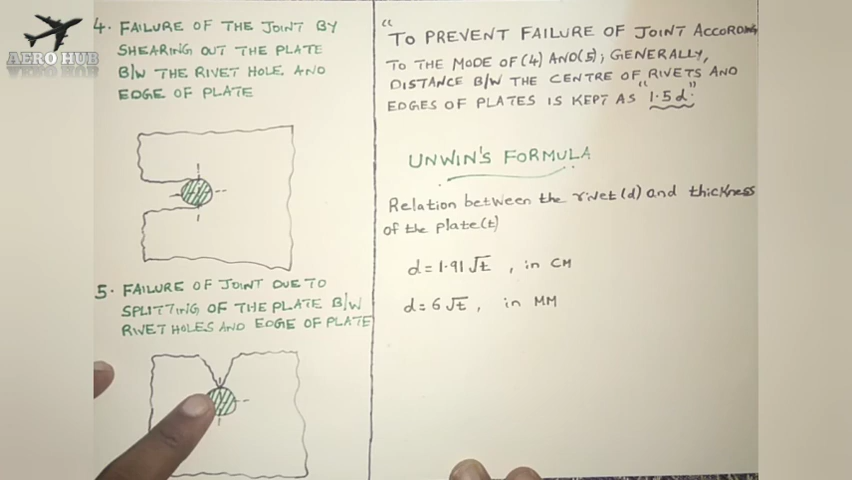 AERO HUB
4. FAILURE OF THE JOINT BY
SHEARING OUT THE PLATE
B/W THE RIVET HOLE. AND
EDGE OF PLATE
5. FAILURE OF JOINT DUE TO
SPLITTING OF THE PLATE B/W
RIVET HOLES AND EDGE OF PLATE
"TO PREVENT FAILURE OF JOINT ACCORDING
TO THE MODE OF (4) AND (5); GENERALLY,
DISTANCE B/W THE CENTRE OF RIVETS AND
EDGES OF PLATES IS KEPT AS "1.5d".
UNWIN'S FORMULA
Relation between the rivet (d) and thickness
of the plate (t)
d = 1.91 √t , in CM
d = 6 √t , in MM